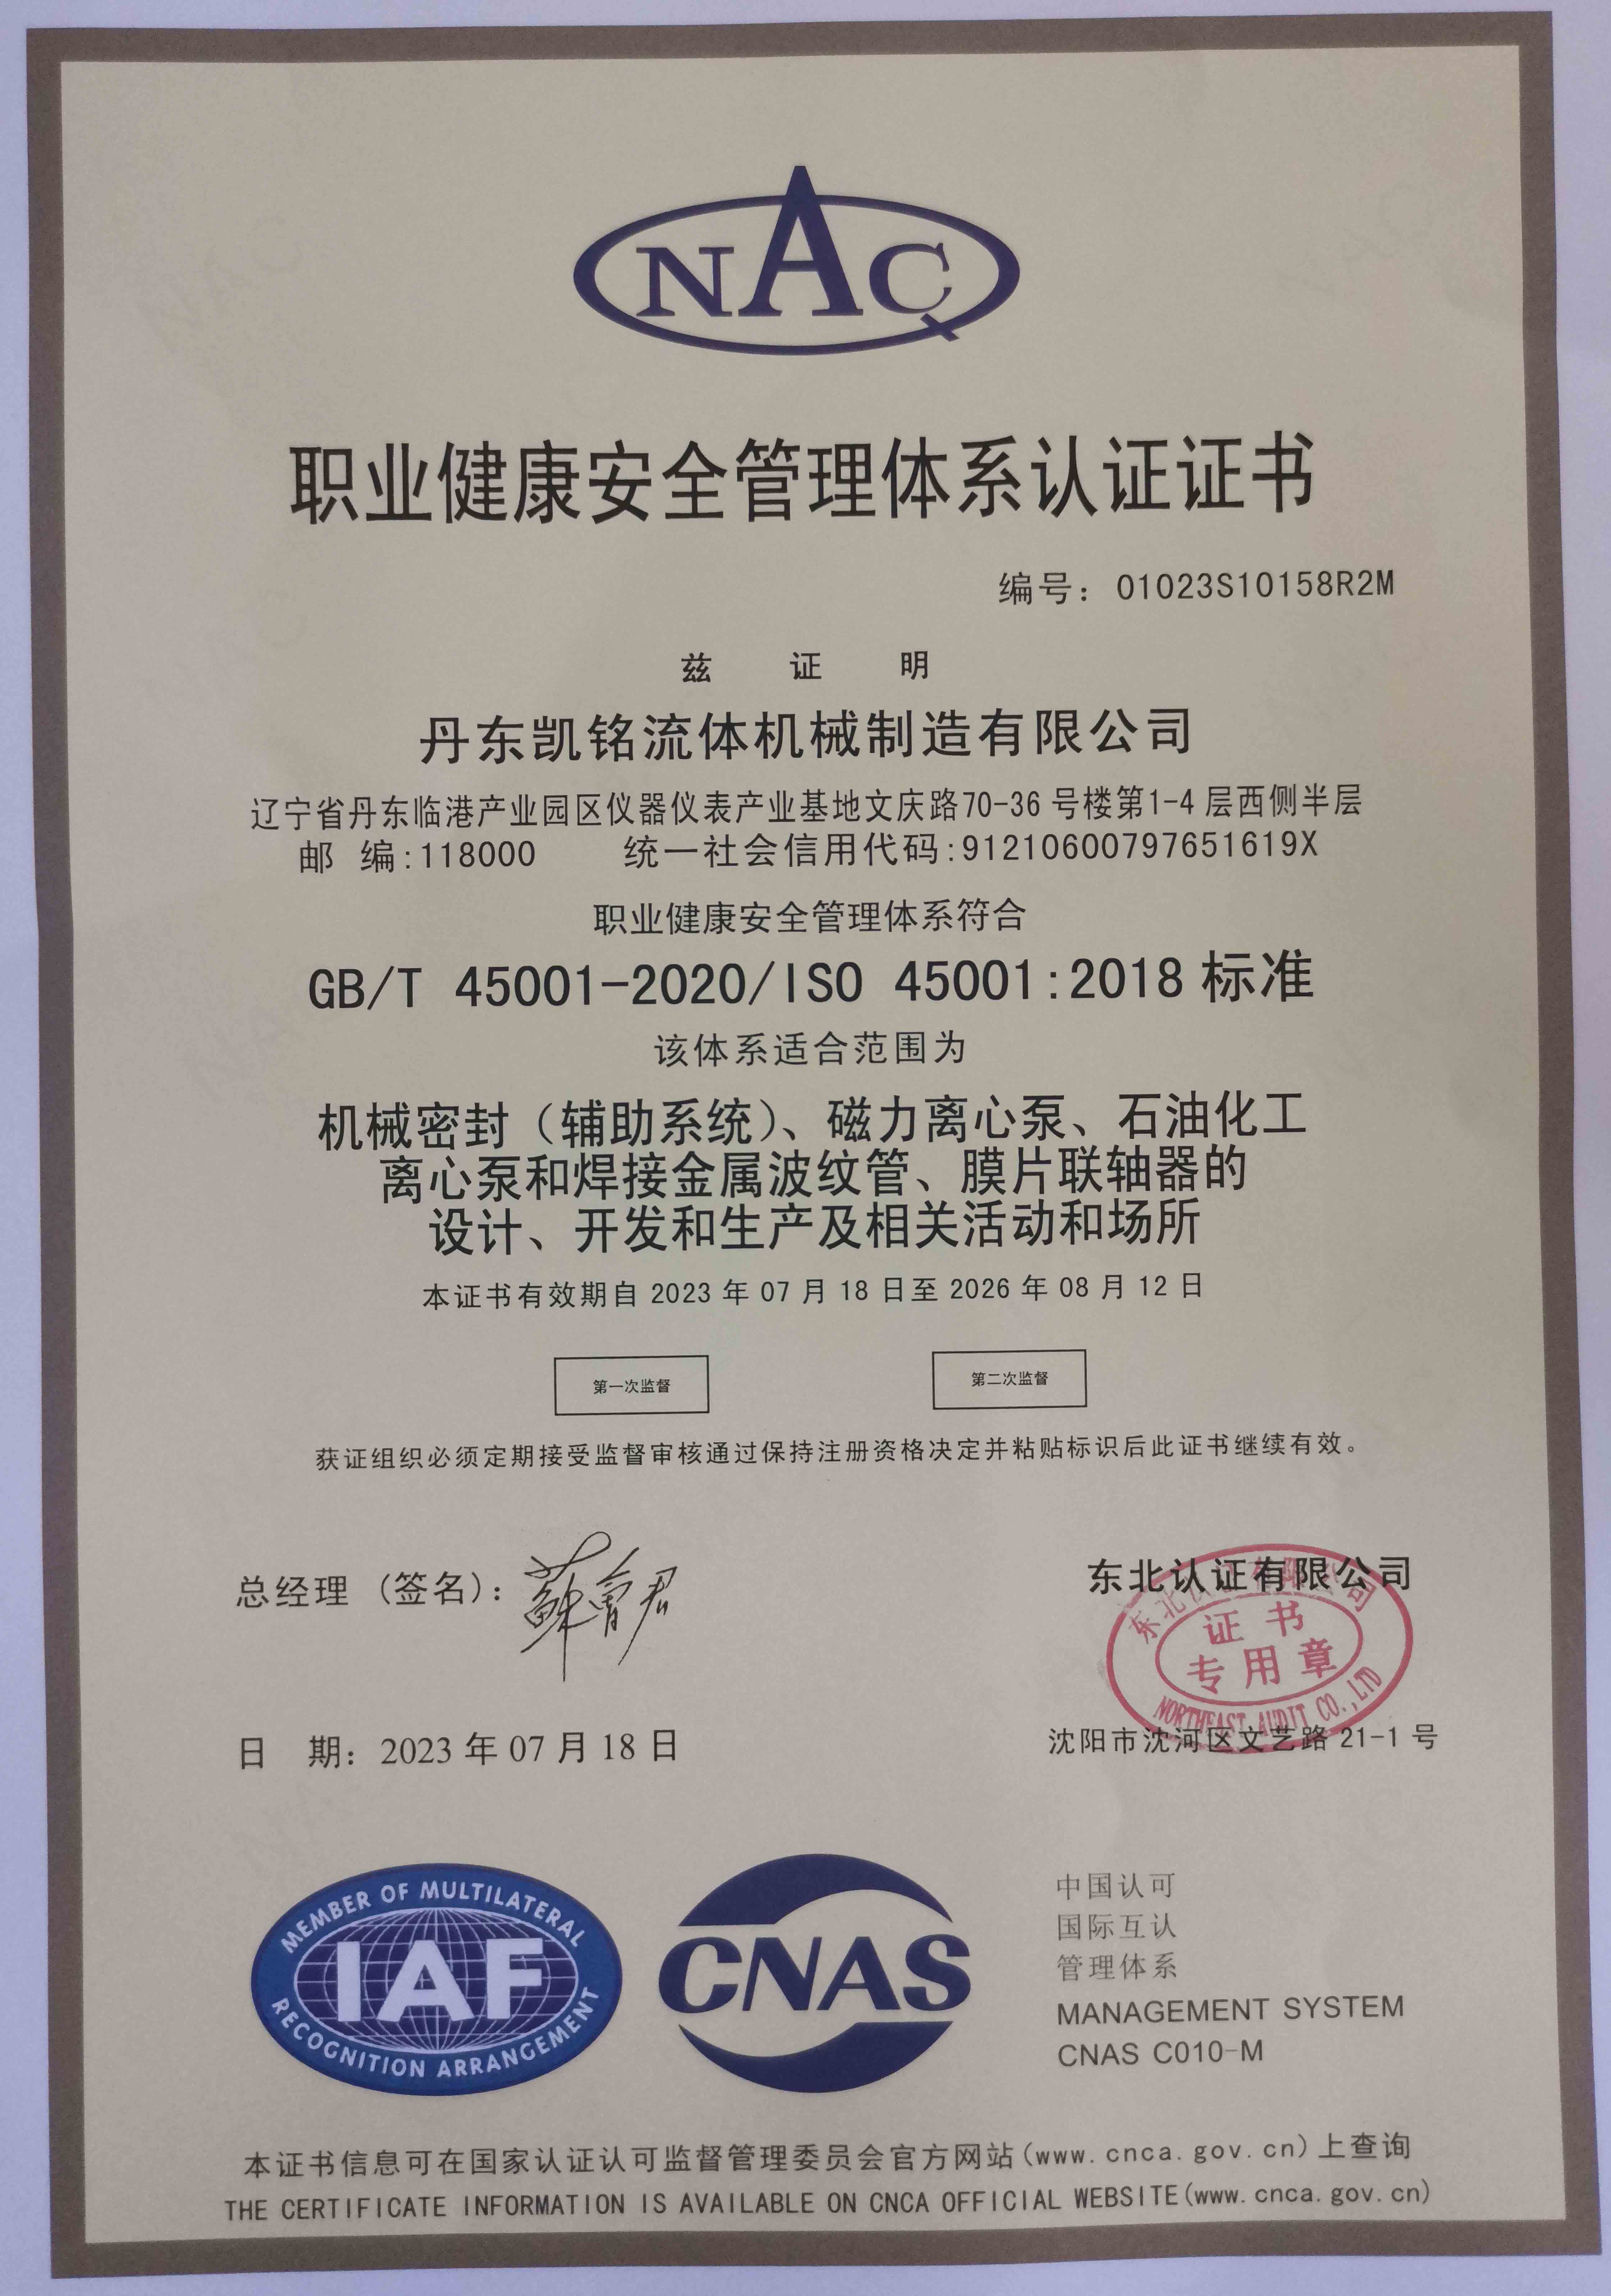 NAC
职业健康安全管理体系认证证书
编号：01023S10158R2M
兹 证 明
丹东凯铭流体机械制造有限公司
辽宁省丹东临港产业园区仪器仪表产业基地文庆路70-36 号楼第1-4 层西侧半层
邮 编:118000 统一社会信用代码:91210600797651619X
职业健康安全管理体系符合
GB/T 45001-2020/ISO 45001:2018 标准
该体系适合范围为
机械密封（辅助系统）、磁力离心泵、石油化工
离心泵和焊接金属波纹管、膜片联轴器的
设计、开发和生产及相关活动和场所
本证书有效期自 2023 年 07 月 18 日至 2026 年 08 月 12 日
第一次监督 第二次监督
获证组织必须定期接受监督审核通过保持注册资格决定并粘贴标识后此证书继续有效。
总经理 (签名): 
东北认证有限公司
东北认证有限公司
证书
专用章
NORTHEAST AUDIT CO.,LTD
日 期: 2023 年 07 月 18 日
沈阳市沈河区文艺路 21-1 号
MEMBER OF MULTILATERAL
IAF
RECOGNITION ARRANGEMENT
CNAS
中国认可
国际互认
管理体系
MANAGEMENT SYSTEM
CNAS C010-M
本证书信息可在国家认证认可监督管理委员会官方网站(www.cnca.gov.cn)上查询
THE CERTIFICATE INFORMATION IS AVAILABLE ON CNCA OFFICIAL WEBSITE(www.cnca.gov.cn)